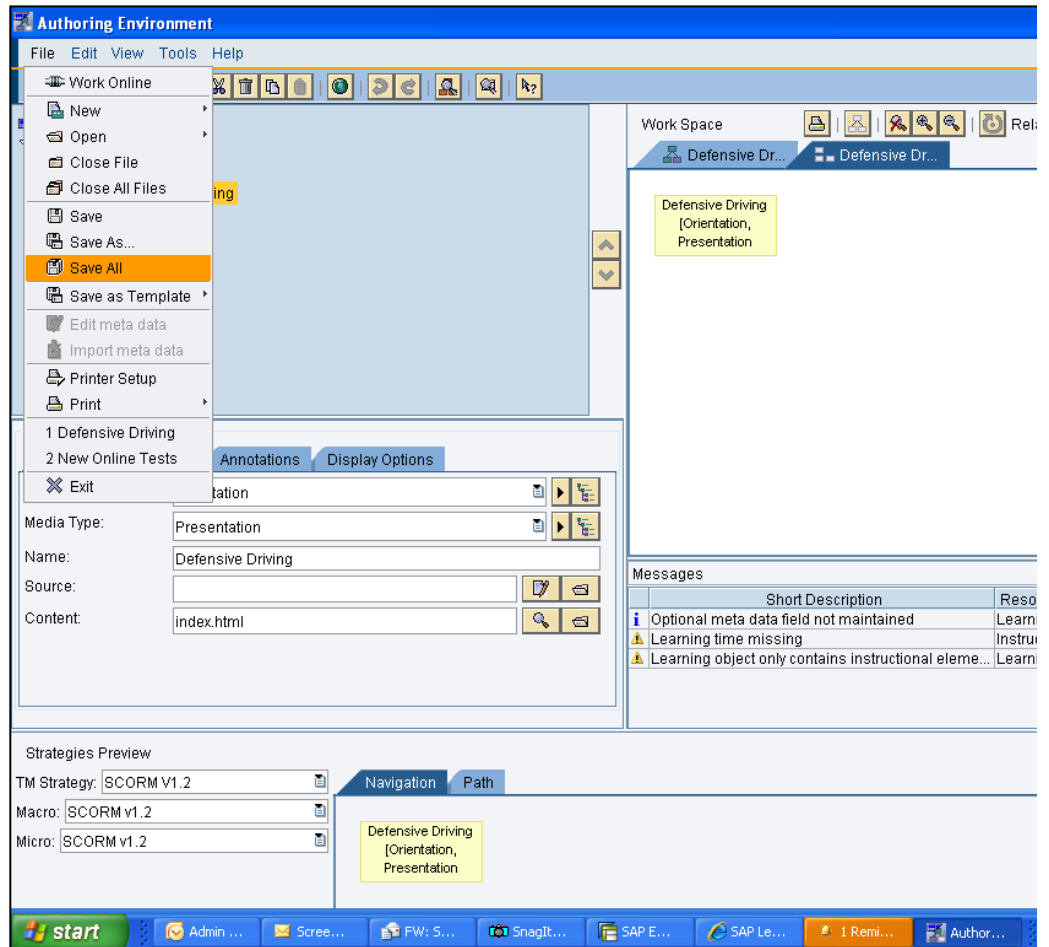 Authoring Environment
File Edit View Tools Help
Work Online
New
Open
Close File
Close All Files
Save
Save As...
Save All
Save as Template
Edit meta data
Import meta data
Printer Setup
Print
1 Defensive Driving
2 New Online Tests
Exit
ing
Work Space
Rela
Defensive Dr... Defensive Dr...
Defensive Driving
[Orientation,
Presentation
Annotations Display Options
tation
Media Type: Presentation
Name: Defensive Driving
Source:
Content: index.html
Messages
Short Description Reso
Optional meta data field not maintained Learni
Learning time missing Instruc
Learning object only contains instructional eleme... Learni
Strategies Preview
TM Strategy: SCORM V1.2
Macro: SCORM v1.2
Micro: SCORM v1.2
Navigation Path
Defensive Driving
[Orientation,
Presentation
start Admin ... Scree... FW: S... SnagIt... SAP E... SAP Le... 1 Remi... Author...